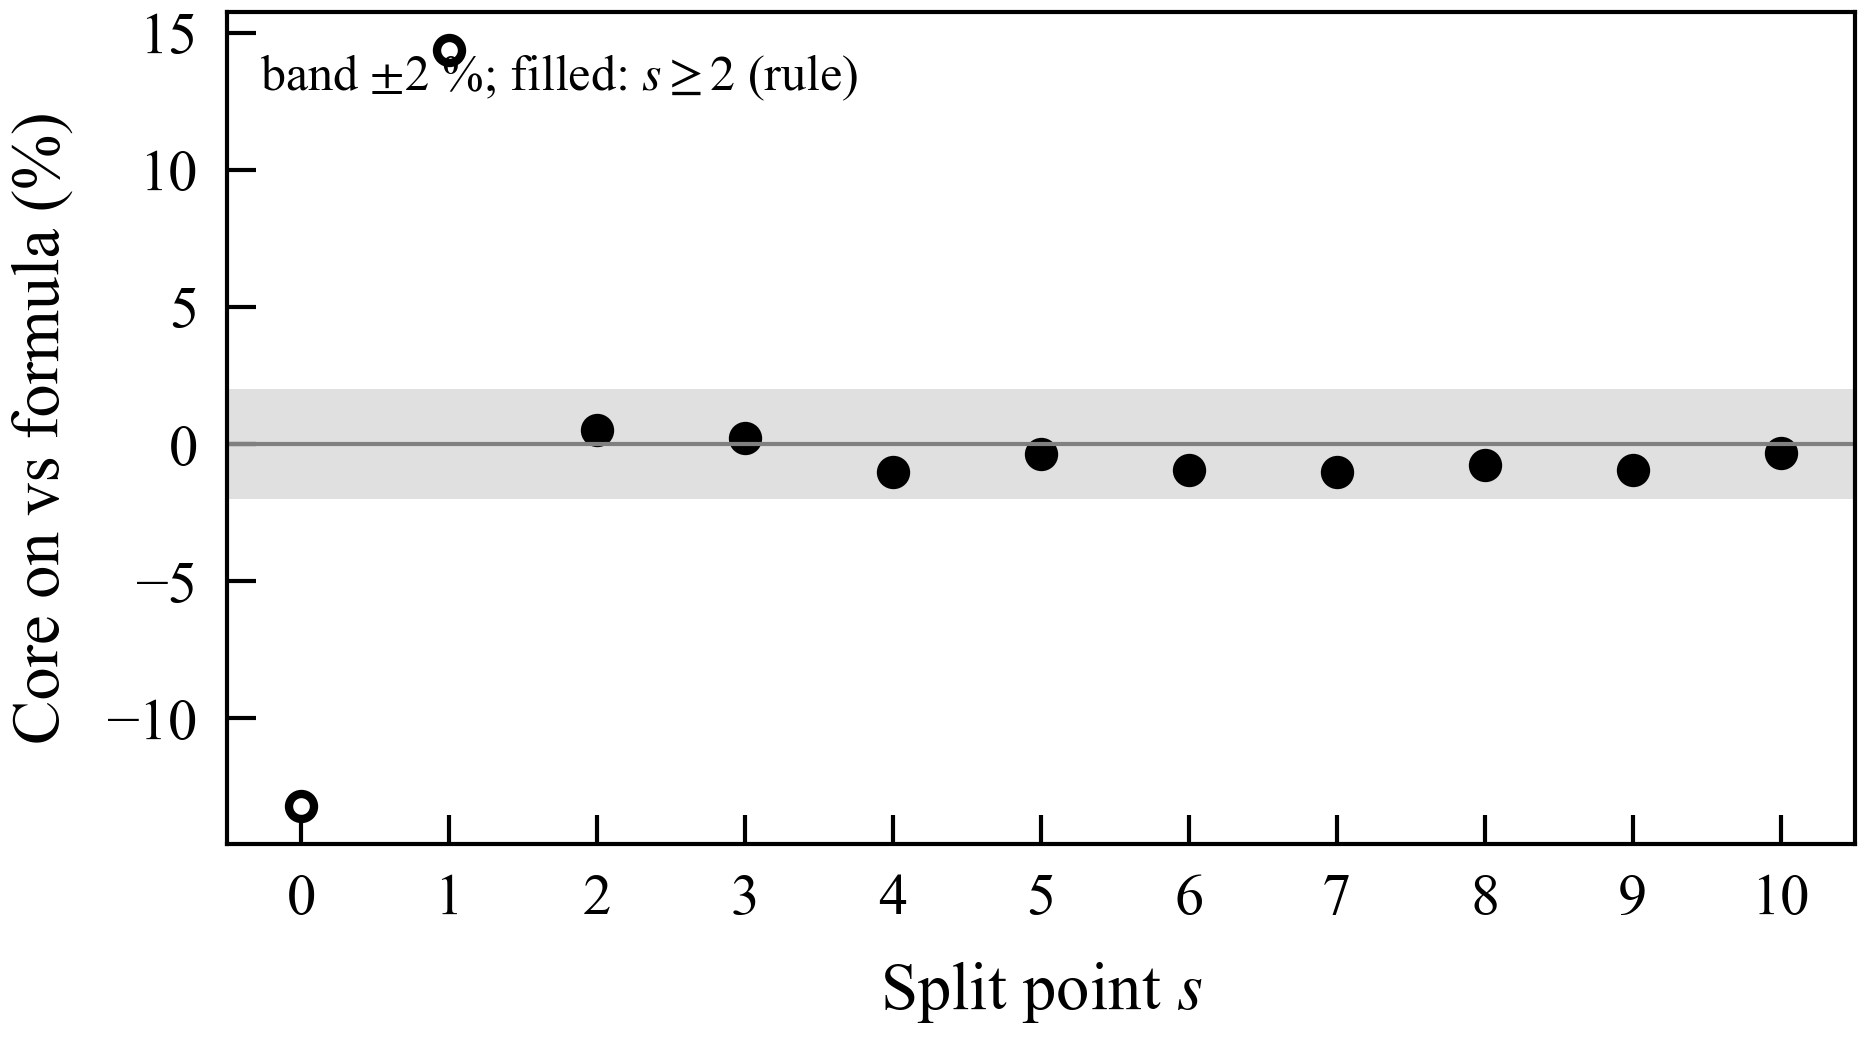 15
band ±2 %; filled: s ≥ 2 (rule)
10
5
0
−5
−10
Core on vs formula (%)
0 1 2 3 4 5 6 7 8 9 10
Split point s